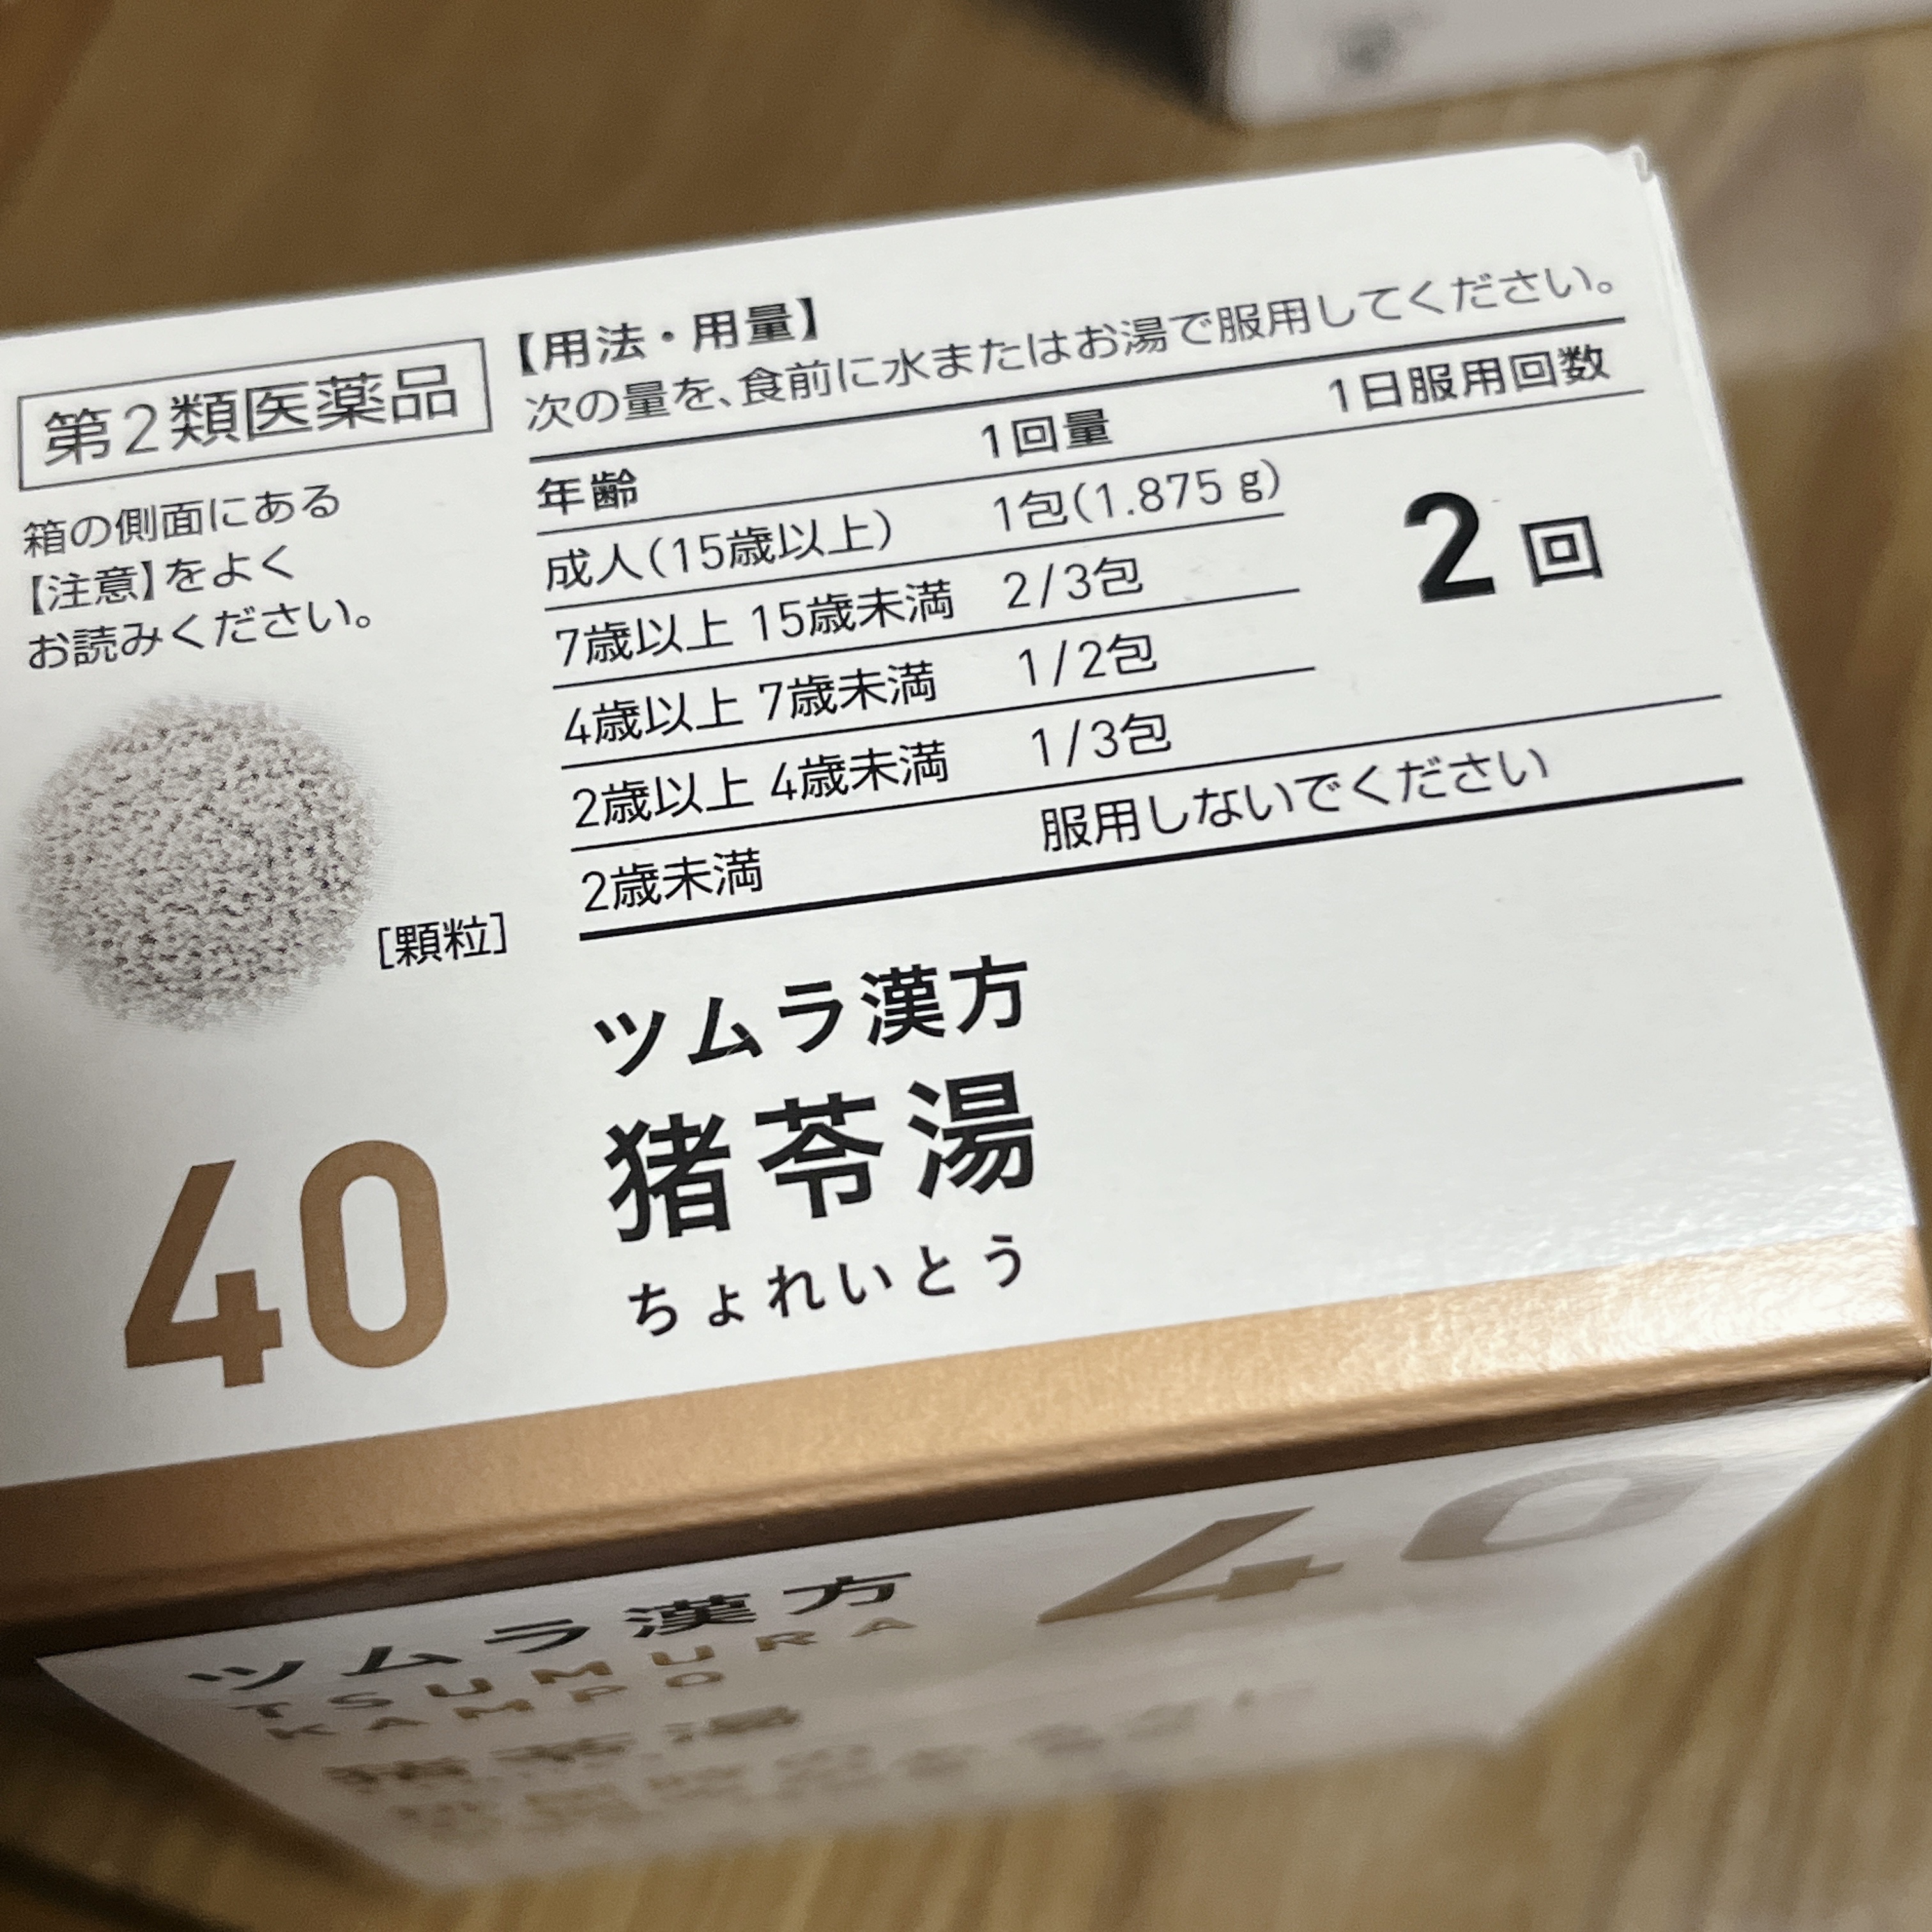 第2類医薬品
箱の側面にある
【注意】をよく
お読みください。
[顆粒]
【用法・用量】
次の量を、食前に水またはお湯で服用してください。
年齢 1回量 1日服用回数
成人(15歳以上) 1包(1.875 g) 2回
7歳以上 15歳未満 2/3包
4歳以上 7歳未満 1/2包
2歳以上 4歳未満 1/3包
2歳未満 服用しないでください
40
ツムラ漢方
猪苓湯
ちょれいとう
ツムラ漢方 40
TSUMURA
KAMPO
猪苓湯